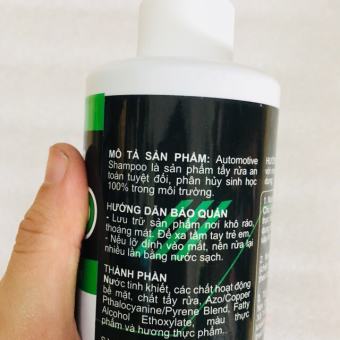 MÔ TẢ SẢN PHẨM: Automotive
Shampoo là sản phẩm tẩy rửa an
toàn tuyệt đối, phân hủy sinh học
100% trong môi trường.
HƯỚNG DẪN BẢO QUẢN
- Lưu trữ sản phẩm nơi khô ráo,
thoáng mát. Để xa tầm tay trẻ em,
- Nếu lỡ dính vào mắt, nên rửa lại
nhiều lần bằng nước sạch.
THÀNH PHẦN
Nước tinh khiết, các chất hoạt động
bề mặt, chất tẩy rửa, Azo/Copper
Pthalocyanine/Pyrene Blend, Fatty
Alcohol Ethoxylate, màu thực
phẩm và hương thực phẩm..